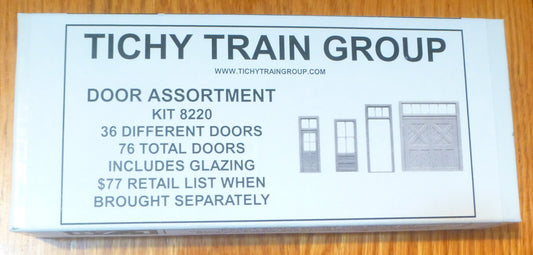 TICHY TRAIN GROUP
WWW.TICHYTRAINGROUP.COM
DOOR ASSORTMENT
KIT 8220
36 DIFFERENT DOORS
76 TOTAL DOORS
INCLUDES GLAZING
$77 RETAIL LIST WHEN
BROUGHT SEPARATELY